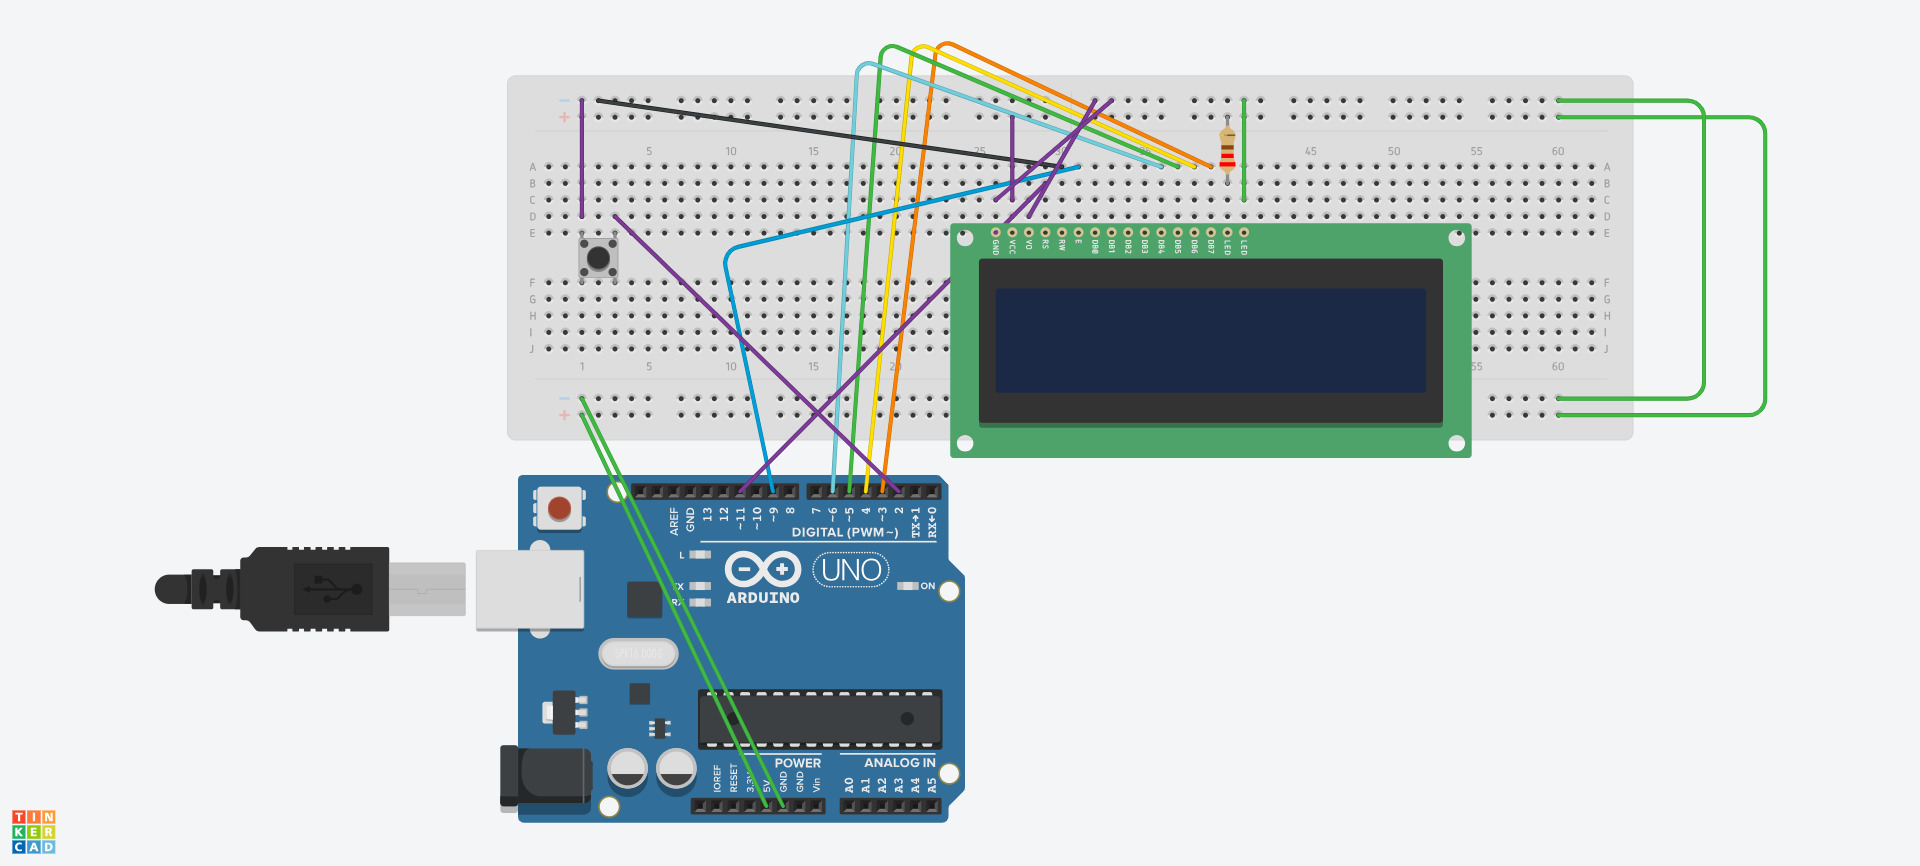 − −
+ +
5 10 15 20 25 45 50 55 60
A A
B B
C C
D D
E E
GND VCC VO RS RW E DB0 DB1 DB2 DB3 DB4 DB5 DB6 DB7 LED LED
F F
G G
H H
I I
J J
1 5 10 15 20 55 60
− −
+ +
AREF GND 13 12 ~11 ~10 ~9 8 7 ~6 ~5 4 ~3 2 TX→1 RX←0
DIGITAL (PWM~)
L
TX
RX
UNO
ON
ARDUINO
POWER ANALOG IN
IOREF RESET 3.3V 5V GND GND Vin A0 A1 A2 A3 A4 A5
TIN
KER
CAD